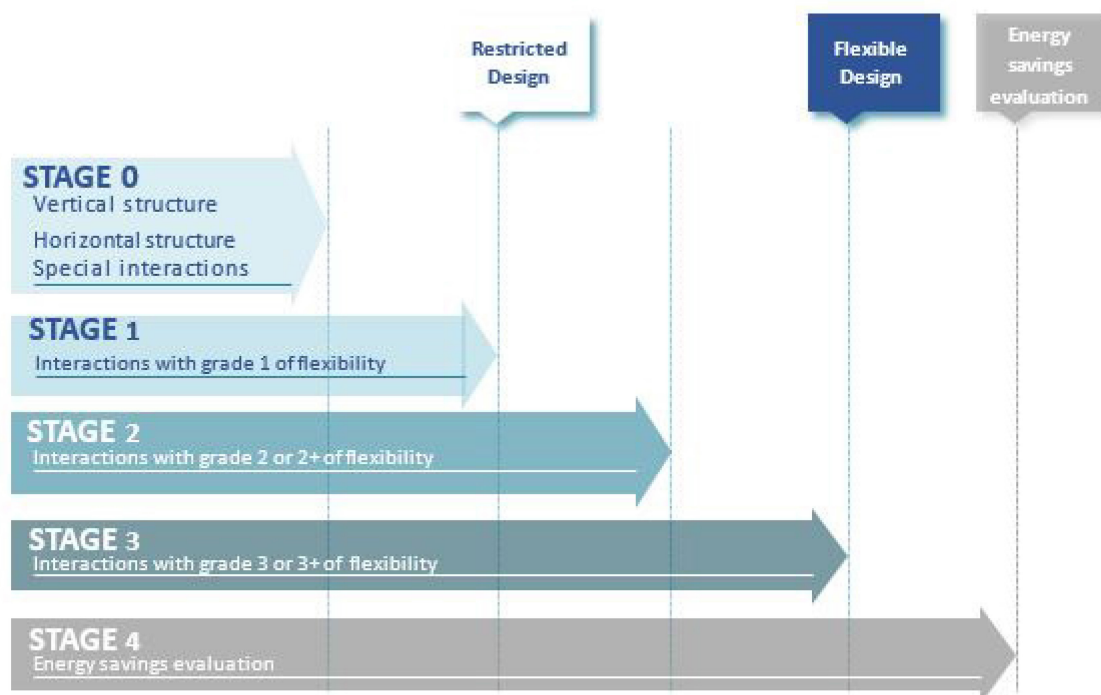 Restricted
Design
Flexible
Design
Energy
savings
evaluation
STAGE 0
Vertical structure
Horizontal structure
Special interactions
STAGE 1
Interactions with grade 1 of flexibility
STAGE 2
Interactions with grade 2 or 2+ of flexibility
STAGE 3
Interactions with grade 3 or 3+ of flexibility
STAGE 4
Energy savings evaluation